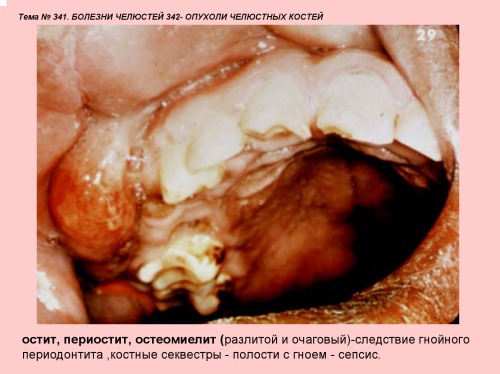 Тема № 341. БОЛЕЗНИ ЧЕЛЮСТЕЙ 342- ОПУХОЛИ ЧЕЛЮСТНЫХ КОСТЕЙ
29
остит, периостит, остеомиелит (разлитой и очаговый)-следствие гнойного
периодонтита ,костные секвестры - полости с гноем - сепсис.